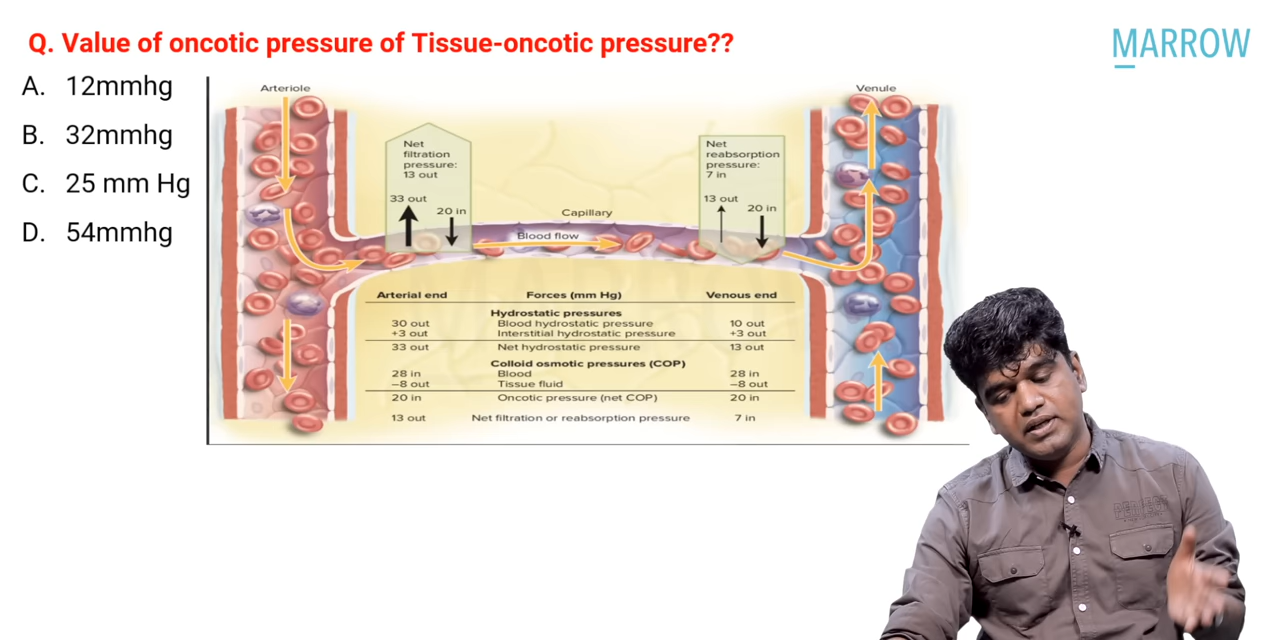 Q. Value of oncotic pressure of Tissue-oncotic pressure??
MARROW
A. 12mmhg
B. 32mmhg
C. 25 mm Hg
D. 54mmhg
Arteriole
Venule
Net
filtration
pressure:
13 out
Net
reabsorption
pressure:
7 in
33 out
20 in
Capillary
13 out
20 in
Blood flow
Arterial end Forces (mm Hg) Venous end
Hydrostatic pressures
30 out Blood hydrostatic pressure 10 out
+3 out Interstitial hydrostatic pressure +3 out
33 out Net hydrostatic pressure 13 out
Colloid osmotic pressures (COP)
28 in Blood 28 in
−8 out Tissue fluid −8 out
20 in Oncotic pressure (net COP) 20 in
13 out Net filtration or reabsorption pressure 7 in